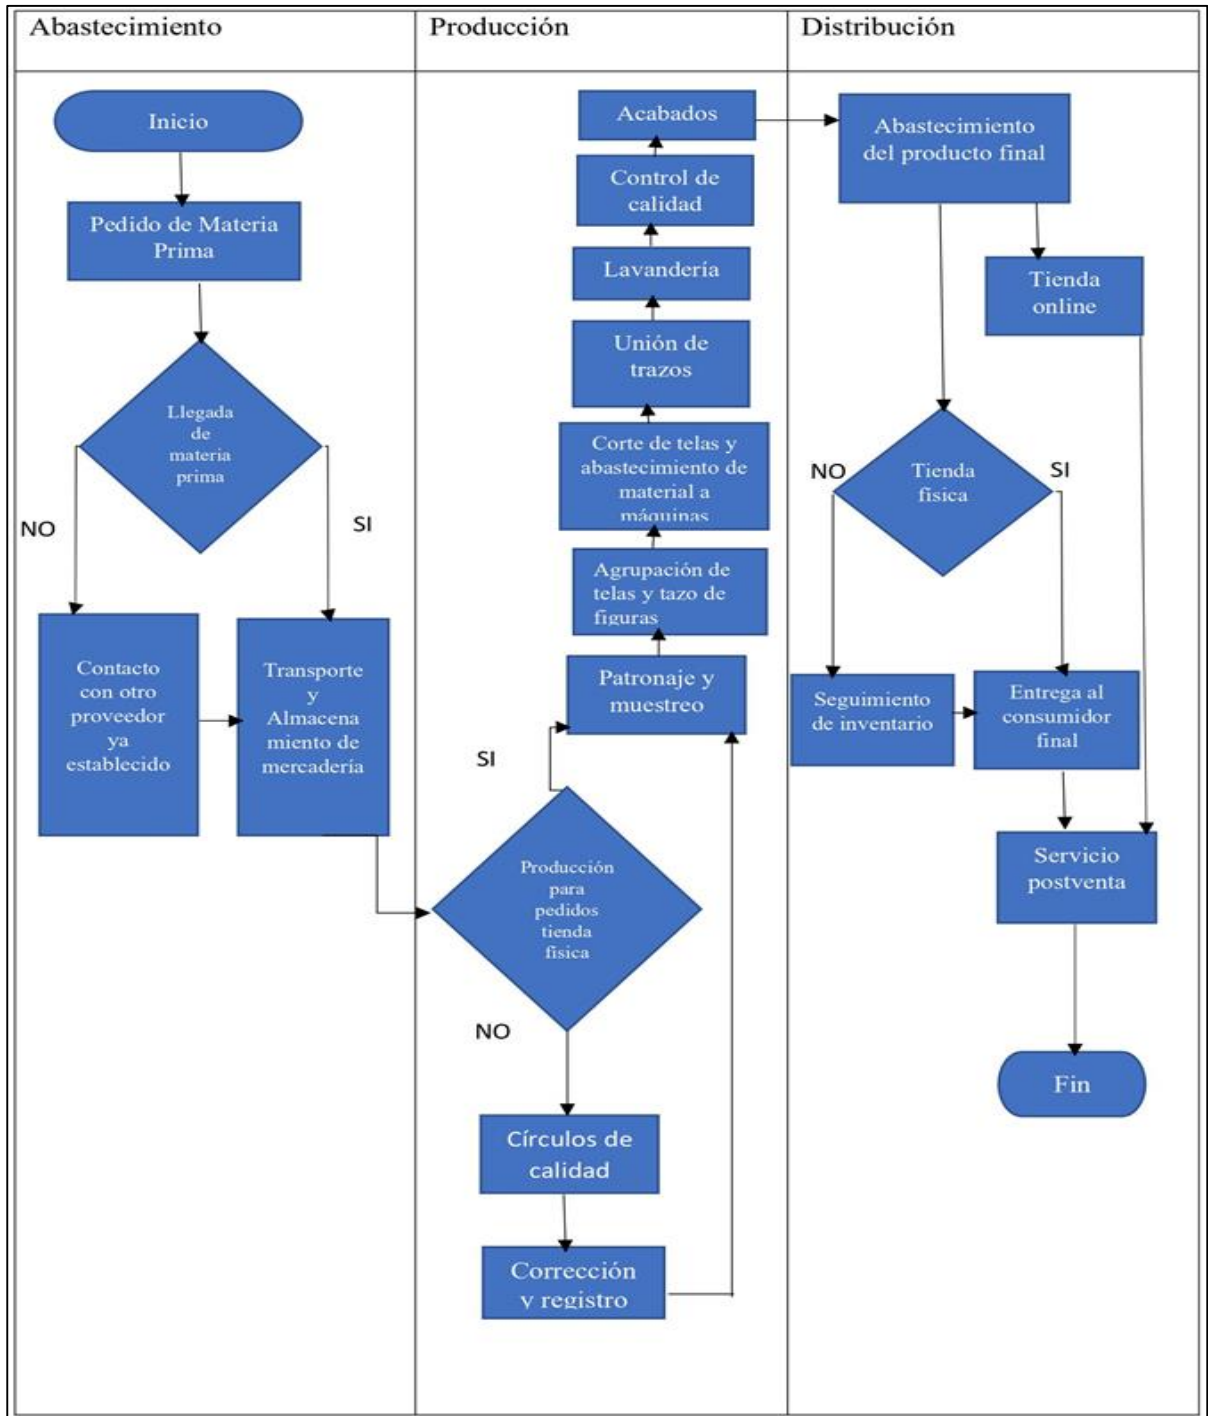 Abastecimiento
Producción
Distribución
Inicio
Pedido de Materia
Prima
Llegada
de
materia
prima
NO
SI
Contacto
con otro
proveedor
ya
establecido
Transporte
y
Almacena
miento de
mercadería
Acabados
Control de
calidad
Lavandería
Unión de
trazos
Corte de telas y
abastecimiento de
material a
máquinas
Agrupación de
telas y tazo de
figuras
Patronaje y
muestreo
SI
Producción
para
pedidos
tienda
física
NO
Círculos de
calidad
Corrección
y registro
Abastecimiento
del producto final
Tienda
online
NO
Tienda
física
SI
Seguimiento
de inventario
Entrega al
consumidor
final
Servicio
postventa
Fin